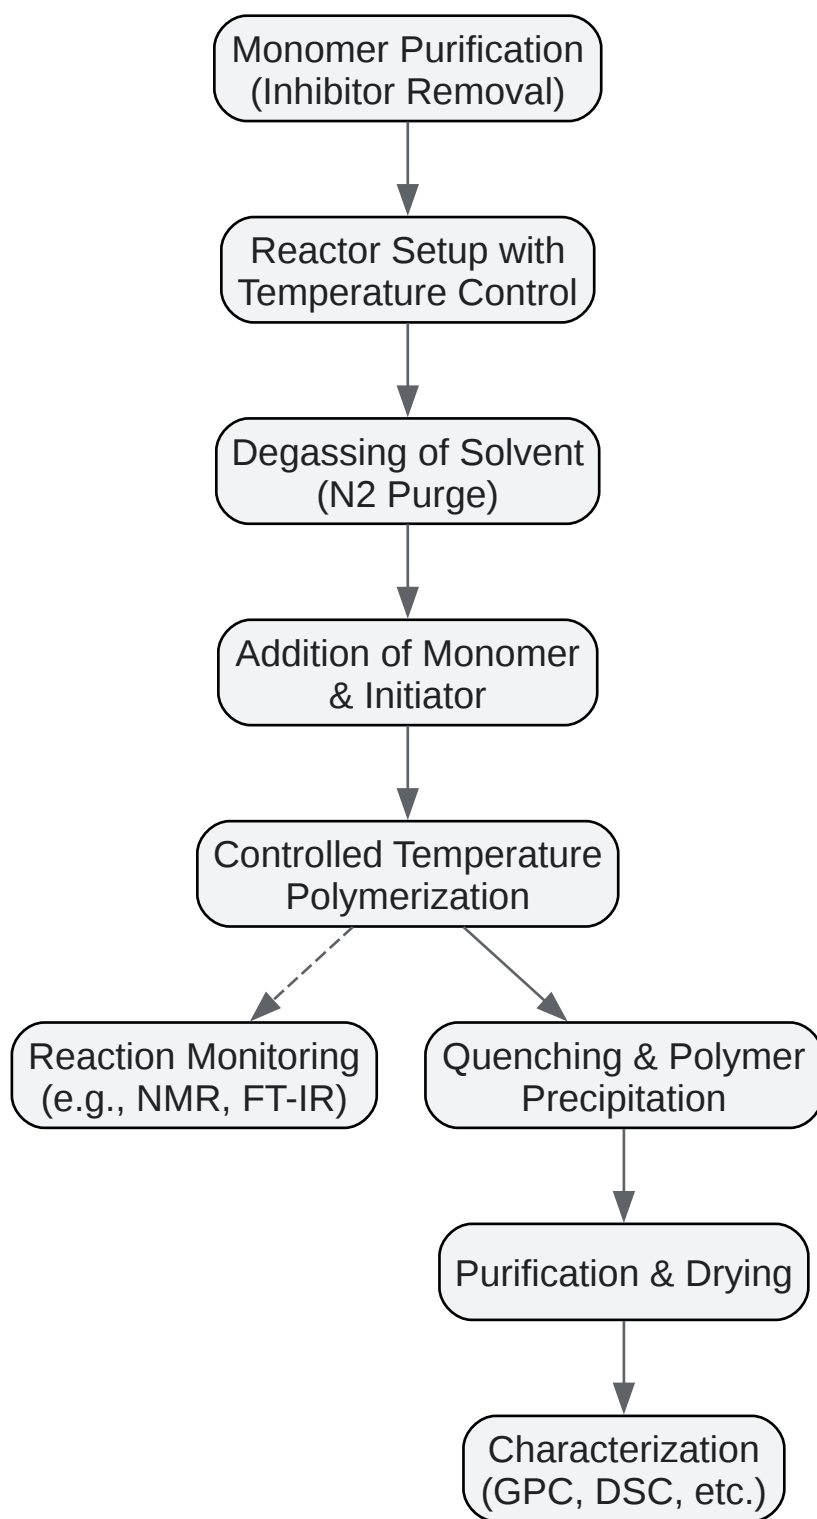 Monomer Purification
(Inhibitor Removal)
Reactor Setup with
Temperature Control
Degassing of Solvent
(N2 Purge)
Addition of Monomer
& Initiator
Controlled Temperature
Polymerization
Reaction Monitoring
(e.g., NMR, FT-IR)
Quenching & Polymer
Precipitation
Purification & Drying
Characterization
(GPC, DSC, etc.)